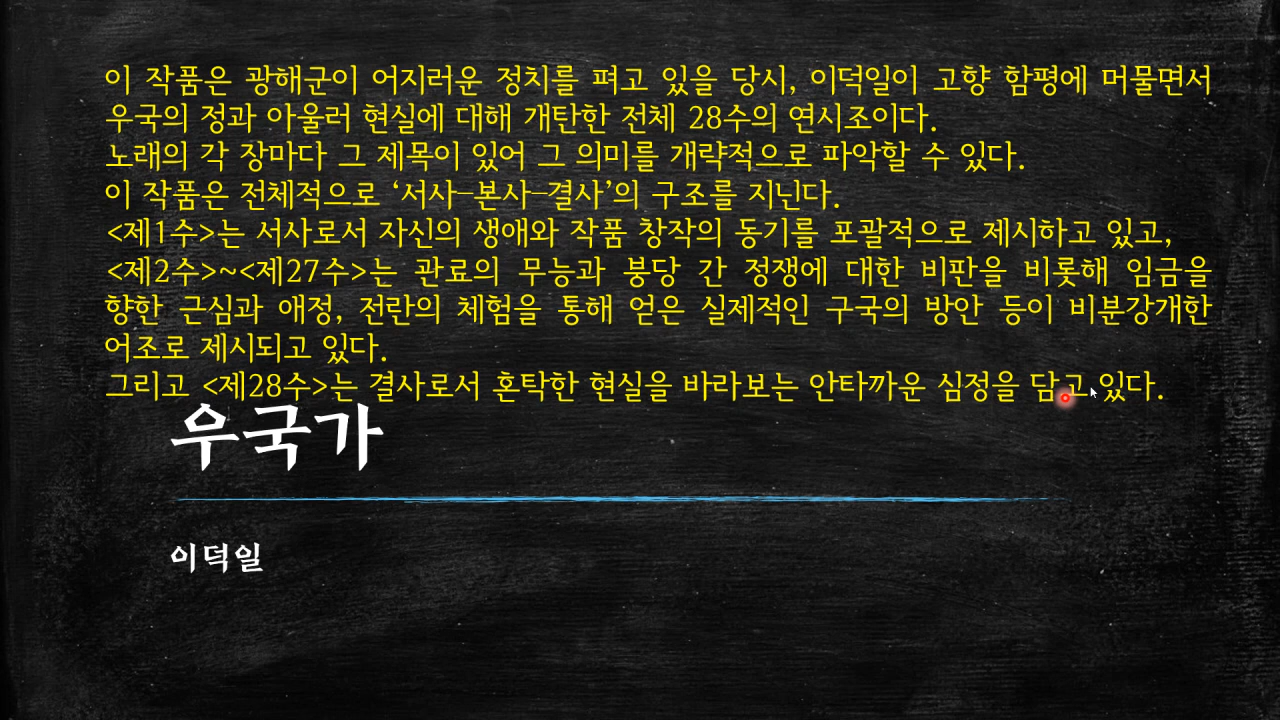 이 작품은 광해군이 어지러운 정치를 펴고 있을 당시, 이덕일이 고향 함평에 머물면서
우국의 정과 아울러 현실에 대해 개탄한 전체 28수의 연시조이다.
노래의 각 장마다 그 제목이 있어 그 의미를 개략적으로 파악할 수 있다.
이 작품은 전체적으로 ‘서사–본사–결사’의 구조를 지닌다.
<제1수>는 서사로서 자신의 생애와 작품 창작의 동기를 포괄적으로 제시하고 있고,
<제2수>~<제27수>는 관료의 무능과 붕당 간 정쟁에 대한 비판을 비롯해 임금을
향한 근심과 애정, 전란의 체험을 통해 얻은 실제적인 구국의 방안 등이 비분강개한
어조로 제시되고 있다.
그리고 <제28수>는 결사로서 혼탁한 현실을 바라보는 안타까운 심정을 담고 있다.
우국가
이덕일